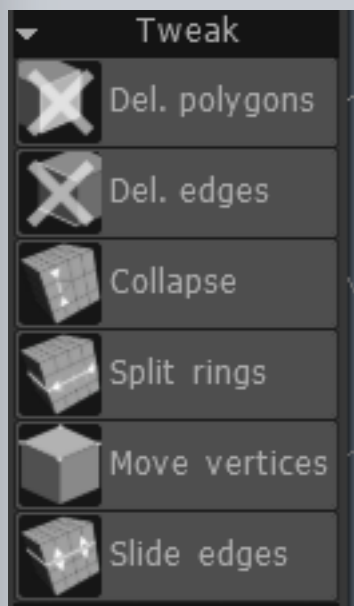 Tweak
Del. polygons
Del. edges
Collapse
Split rings
Move vertices
Slide edges